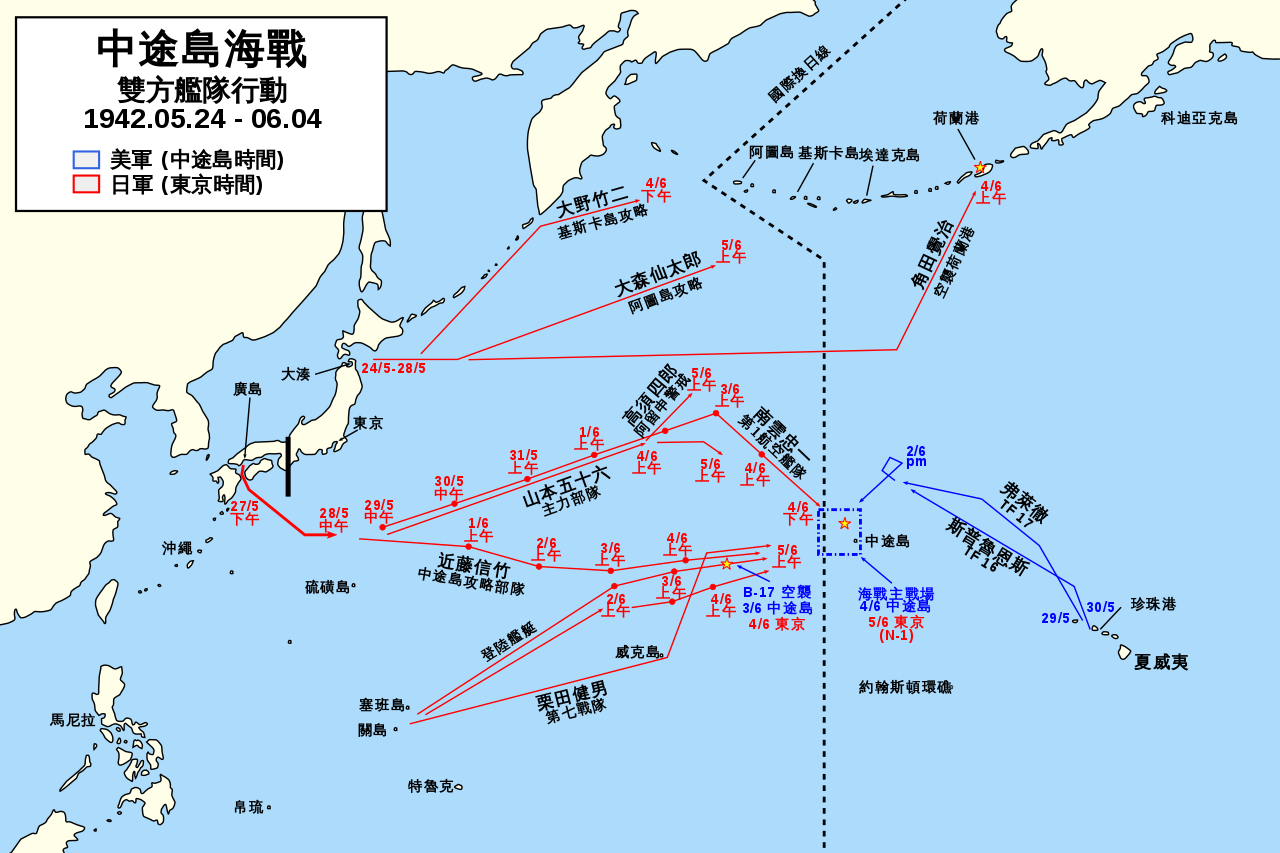 中途島海戰
雙方艦隊行動
1942.05.24 - 06.04
美軍 (中途島時間)
日軍 (東京時間)
國際換日線
荷蘭港
科迪亞克島
阿圖島
基斯卡島
埃達克島
4/6
上午
大野竹二
基斯卡島攻略
4/6
下午
角田覺治
空襲荷蘭港
大森仙太郎
阿圖島攻略
5/6
上午
24/5-28/5
大湊
廣島
東京
高須四郎
阿留申警戒
5/6
上午
3/6
上午
南雲忠一
第1航空艦隊
1/6
上午
31/5
上午
30/5
中午
29/5
中午
28/5
中午
27/5
下午
山本五十六
主力部隊
4/6
上午
5/6
上午
4/6
上午
4/6
下午
2/6
pm
弗萊徹
TF 17
斯普魯恩斯
TF 16
中途島
沖繩
硫磺島
1/6
上午
2/6
上午
3/6
上午
4/6
上午
5/6
上午
近藤信竹
中途島攻略部隊
2/6
上午
3/6
上午
4/6
上午
B-17 空襲
3/6 中途島
4/6 東京
海戰主戰場
4/6 中途島
5/6 東京
(N-1)
29/5
30/5
珍珠港
夏威夷
登陸艦艇
威克島
栗田健男
第七戰隊
約翰斯頓環礁
塞班島
關島
馬尼拉
特魯克
帛琉